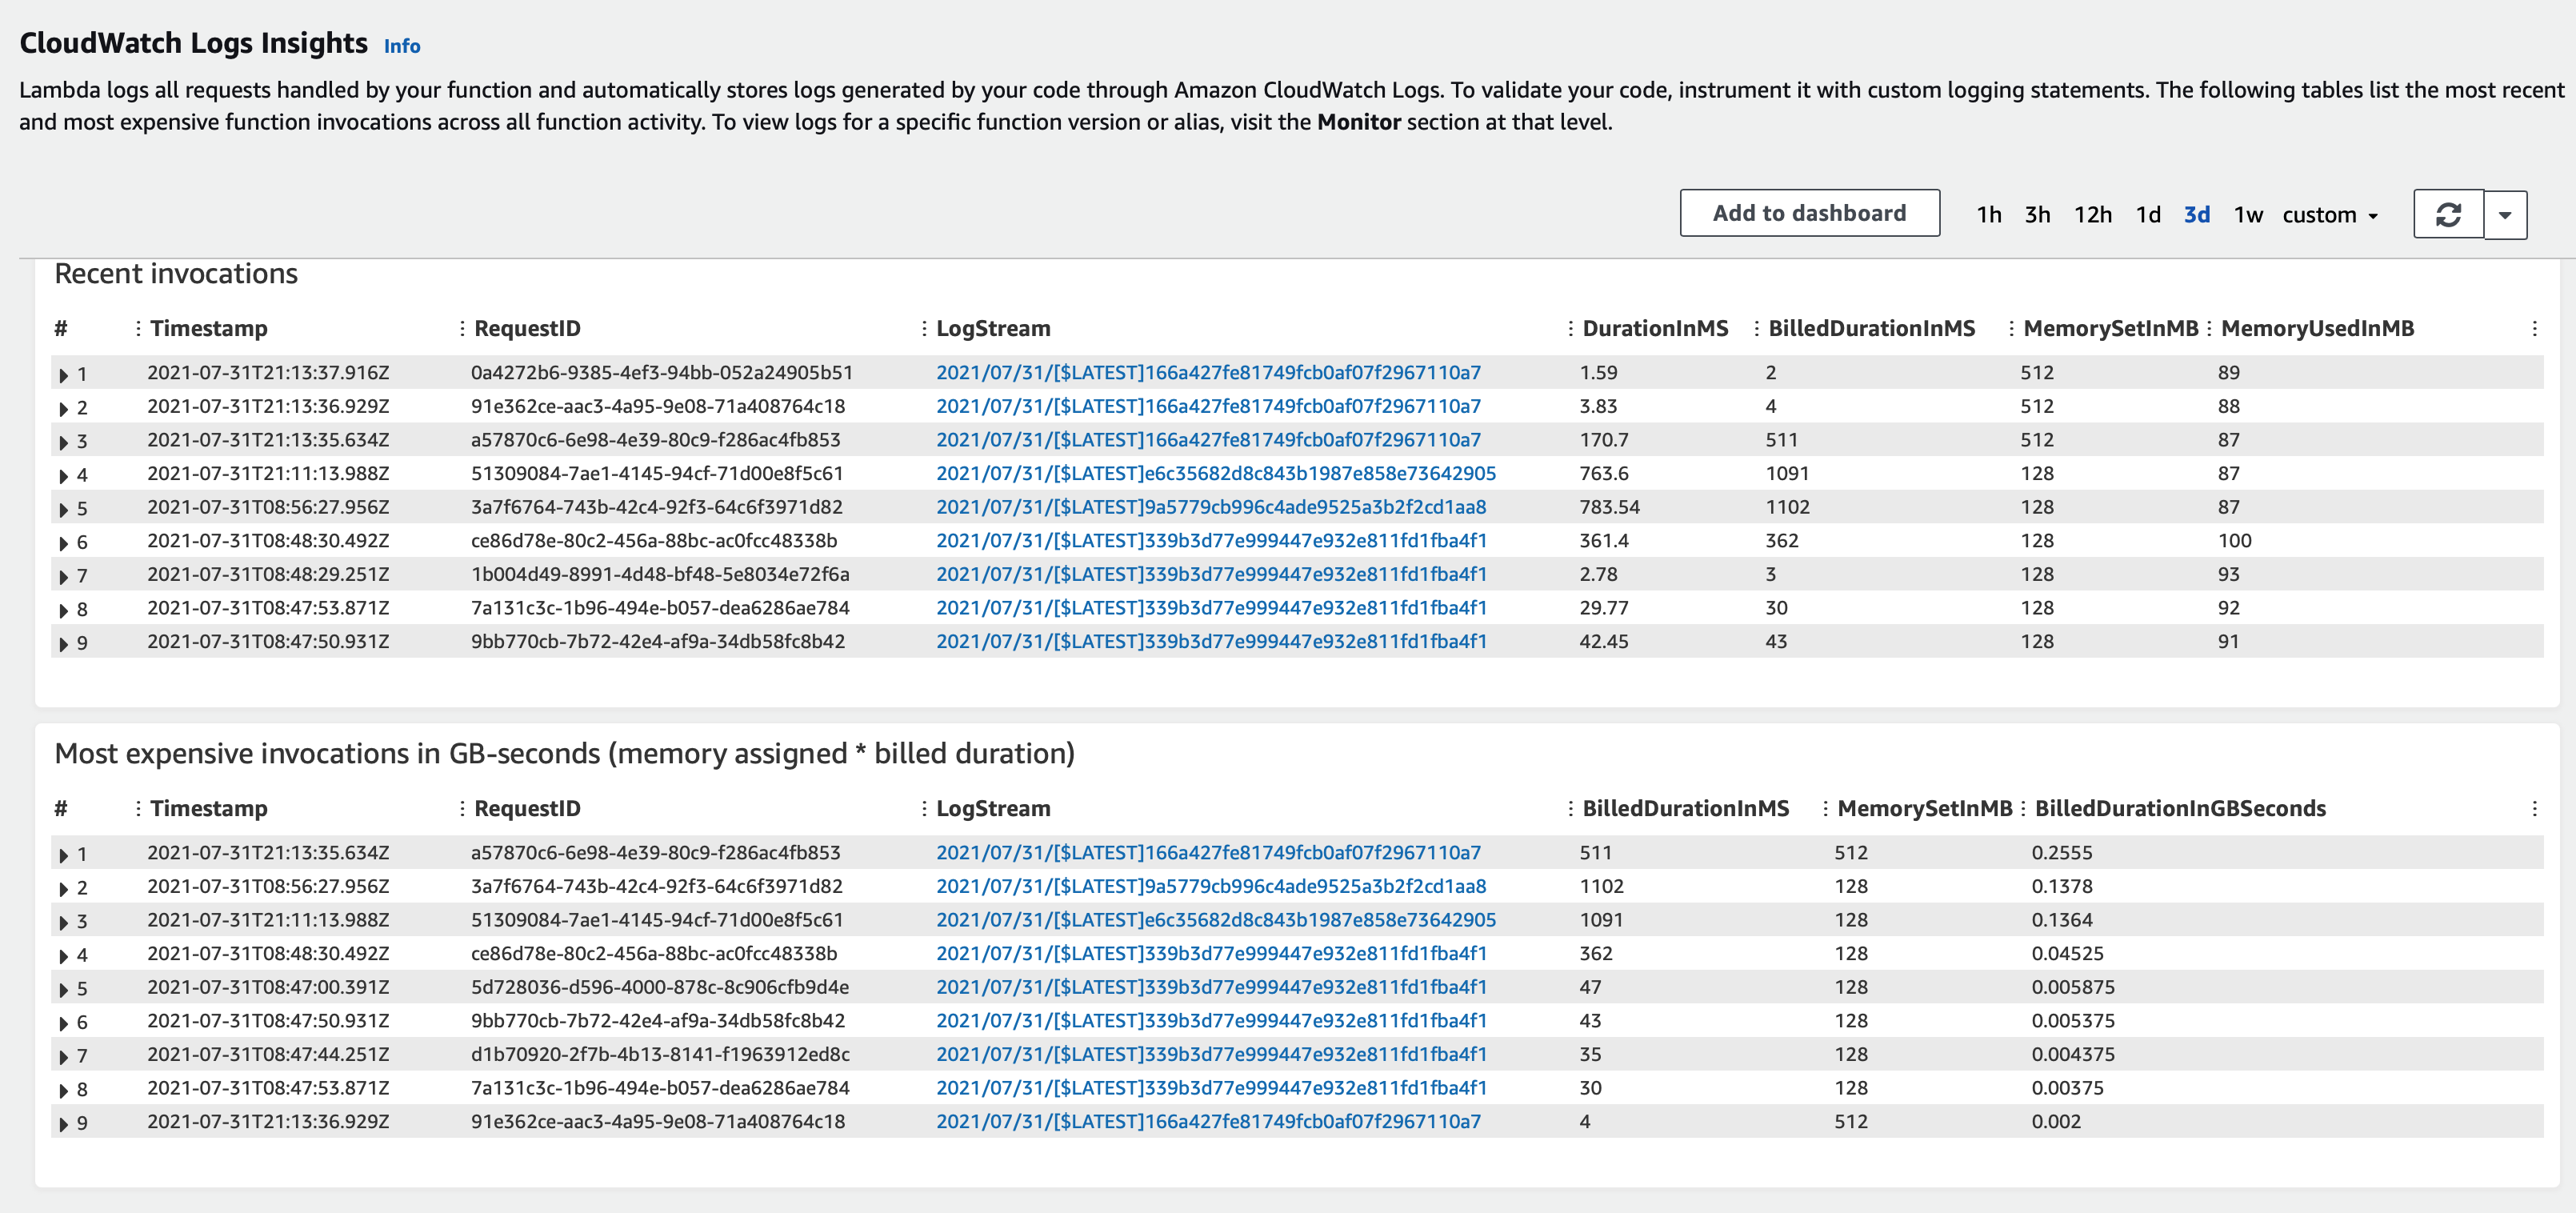 CloudWatch Logs Insights Info
Lambda logs all requests handled by your function and automatically stores logs generated by your code through Amazon CloudWatch Logs. To validate your code, instrument it with custom logging statements. The following tables list the most recent
and most expensive function invocations across all function activity. To view logs for a specific function version or alias, visit the Monitor section at that level.
Add to dashboard 1h 3h 12h 1d 3d 1w custom
Recent invocations
# Timestamp RequestID LogStream DurationInMS BilledDurationInMS MemorySetInMB MemoryUsedInMB
1 2021-07-31T21:13:37.916Z 0a4272b6-9385-4ef3-94bb-052a24905b51 2021/07/31/[$LATEST]166a427fe81749fcb0af07f2967110a7 1.59 2 512 89
2 2021-07-31T21:13:36.929Z 91e362ce-aac3-4a95-9e08-71a408764c18 2021/07/31/[$LATEST]166a427fe81749fcb0af07f2967110a7 3.83 4 512 88
3 2021-07-31T21:13:35.634Z a57870c6-6e98-4e39-80c9-f286ac4fb853 2021/07/31/[$LATEST]166a427fe81749fcb0af07f2967110a7 170.7 511 512 87
4 2021-07-31T21:11:13.988Z 51309084-7ae1-4145-94cf-71d00e8f5c61 2021/07/31/[$LATEST]e6c35682d8c843b1987e858e73642905 763.6 1091 128 87
5 2021-07-31T08:56:27.956Z 3a7f6764-743b-42c4-92f3-64c6f3971d82 2021/07/31/[$LATEST]9a5779cb996c4ade9525a3b2f2cd1aa8 783.54 1102 128 87
6 2021-07-31T08:48:30.492Z ce86d78e-80c2-456a-88bc-ac0fcc48338b 2021/07/31/[$LATEST]339b3d77e999447e932e811fd1fba4f1 361.4 362 128 100
7 2021-07-31T08:48:29.251Z 1b004d49-8991-4d48-bf48-5e8034e72f6a 2021/07/31/[$LATEST]339b3d77e999447e932e811fd1fba4f1 2.78 3 128 93
8 2021-07-31T08:47:53.871Z 7a131c3c-1b96-494e-b057-dea6286ae784 2021/07/31/[$LATEST]339b3d77e999447e932e811fd1fba4f1 29.77 30 128 92
9 2021-07-31T08:47:50.931Z 9bb770cb-7b72-42e4-af9a-34db58fc8b42 2021/07/31/[$LATEST]339b3d77e999447e932e811fd1fba4f1 42.45 43 128 91
Most expensive invocations in GB-seconds (memory assigned * billed duration)
# Timestamp RequestID LogStream BilledDurationInMS MemorySetInMB BilledDurationInGBSeconds
1 2021-07-31T21:13:35.634Z a57870c6-6e98-4e39-80c9-f286ac4fb853 2021/07/31/[$LATEST]166a427fe81749fcb0af07f2967110a7 511 512 0.2555
2 2021-07-31T08:56:27.956Z 3a7f6764-743b-42c4-92f3-64c6f3971d82 2021/07/31/[$LATEST]9a5779cb996c4ade9525a3b2f2cd1aa8 1102 128 0.1378
3 2021-07-31T21:11:13.988Z 51309084-7ae1-4145-94cf-71d00e8f5c61 2021/07/31/[$LATEST]e6c35682d8c843b1987e858e73642905 1091 128 0.1364
4 2021-07-31T08:48:30.492Z ce86d78e-80c2-456a-88bc-ac0fcc48338b 2021/07/31/[$LATEST]339b3d77e999447e932e811fd1fba4f1 362 128 0.04525
5 2021-07-31T08:47:00.391Z 5d728036-d596-4000-878c-8c906cfb9d4e 2021/07/31/[$LATEST]339b3d77e999447e932e811fd1fba4f1 47 128 0.005875
6 2021-07-31T08:47:50.931Z 9bb770cb-7b72-42e4-af9a-34db58fc8b42 2021/07/31/[$LATEST]339b3d77e999447e932e811fd1fba4f1 43 128 0.005375
7 2021-07-31T08:47:44.251Z d1b70920-2f7b-4b13-8141-f1963912ed8c 2021/07/31/[$LATEST]339b3d77e999447e932e811fd1fba4f1 35 128 0.004375
8 2021-07-31T08:47:53.871Z 7a131c3c-1b96-494e-b057-dea6286ae784 2021/07/31/[$LATEST]339b3d77e999447e932e811fd1fba4f1 30 128 0.00375
9 2021-07-31T21:13:36.929Z 91e362ce-aac3-4a95-9e08-71a408764c18 2021/07/31/[$LATEST]166a427fe81749fcb0af07f2967110a7 4 512 0.002